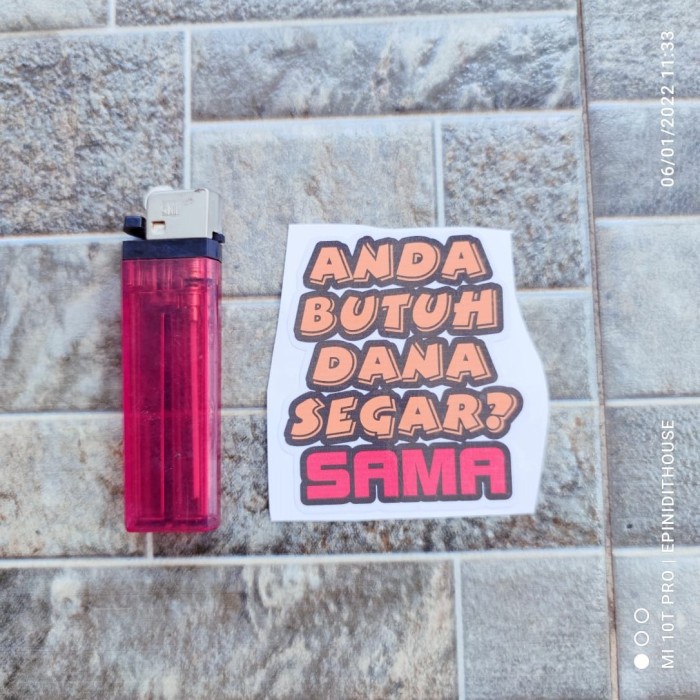 ANDA
BUTUH
DANA
SEGAR?
SAMA
06/01/2022 11:33
MI 10T PRO | EPINIDITHOUSE